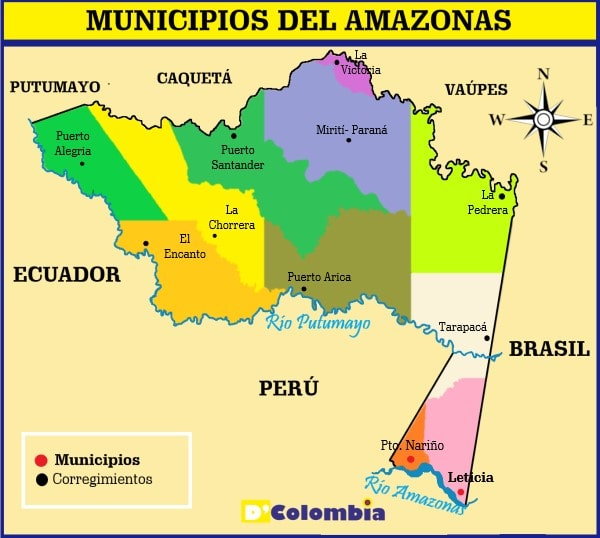 MUNICIPIOS DEL AMAZONAS
PUTUMAYO
CAQUETÁ
VAÚPES
N
W
E
S
La
Victoria
Puerto
Alegria
Puerto
Santander
Mirití- Paraná
La
Pedrera
La
Chorrera
El
Encanto
ECUADOR
Puerto Arica
Río Putumayo
Tarapacá
BRASIL
PERÚ
Pto. Nariño
Leticia
Río Amazonas
Municipios
Corregimientos
D'Colombia